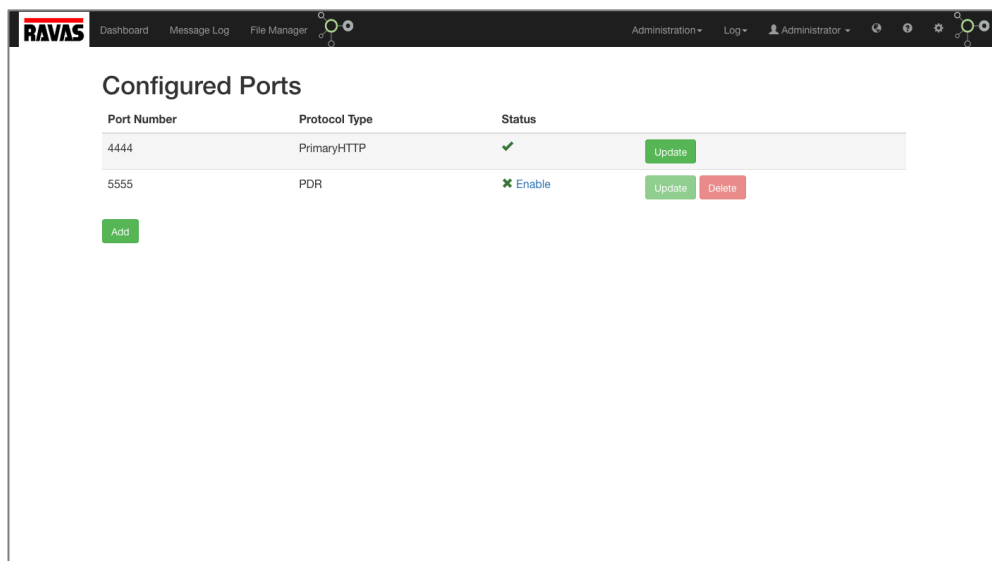 RAVAS Dashboard Message Log File Manager Administration Log Administrator
Configured Ports
Port Number Protocol Type Status
4444 PrimaryHTTP Update
5555 PDR Enable Update Delete
Add